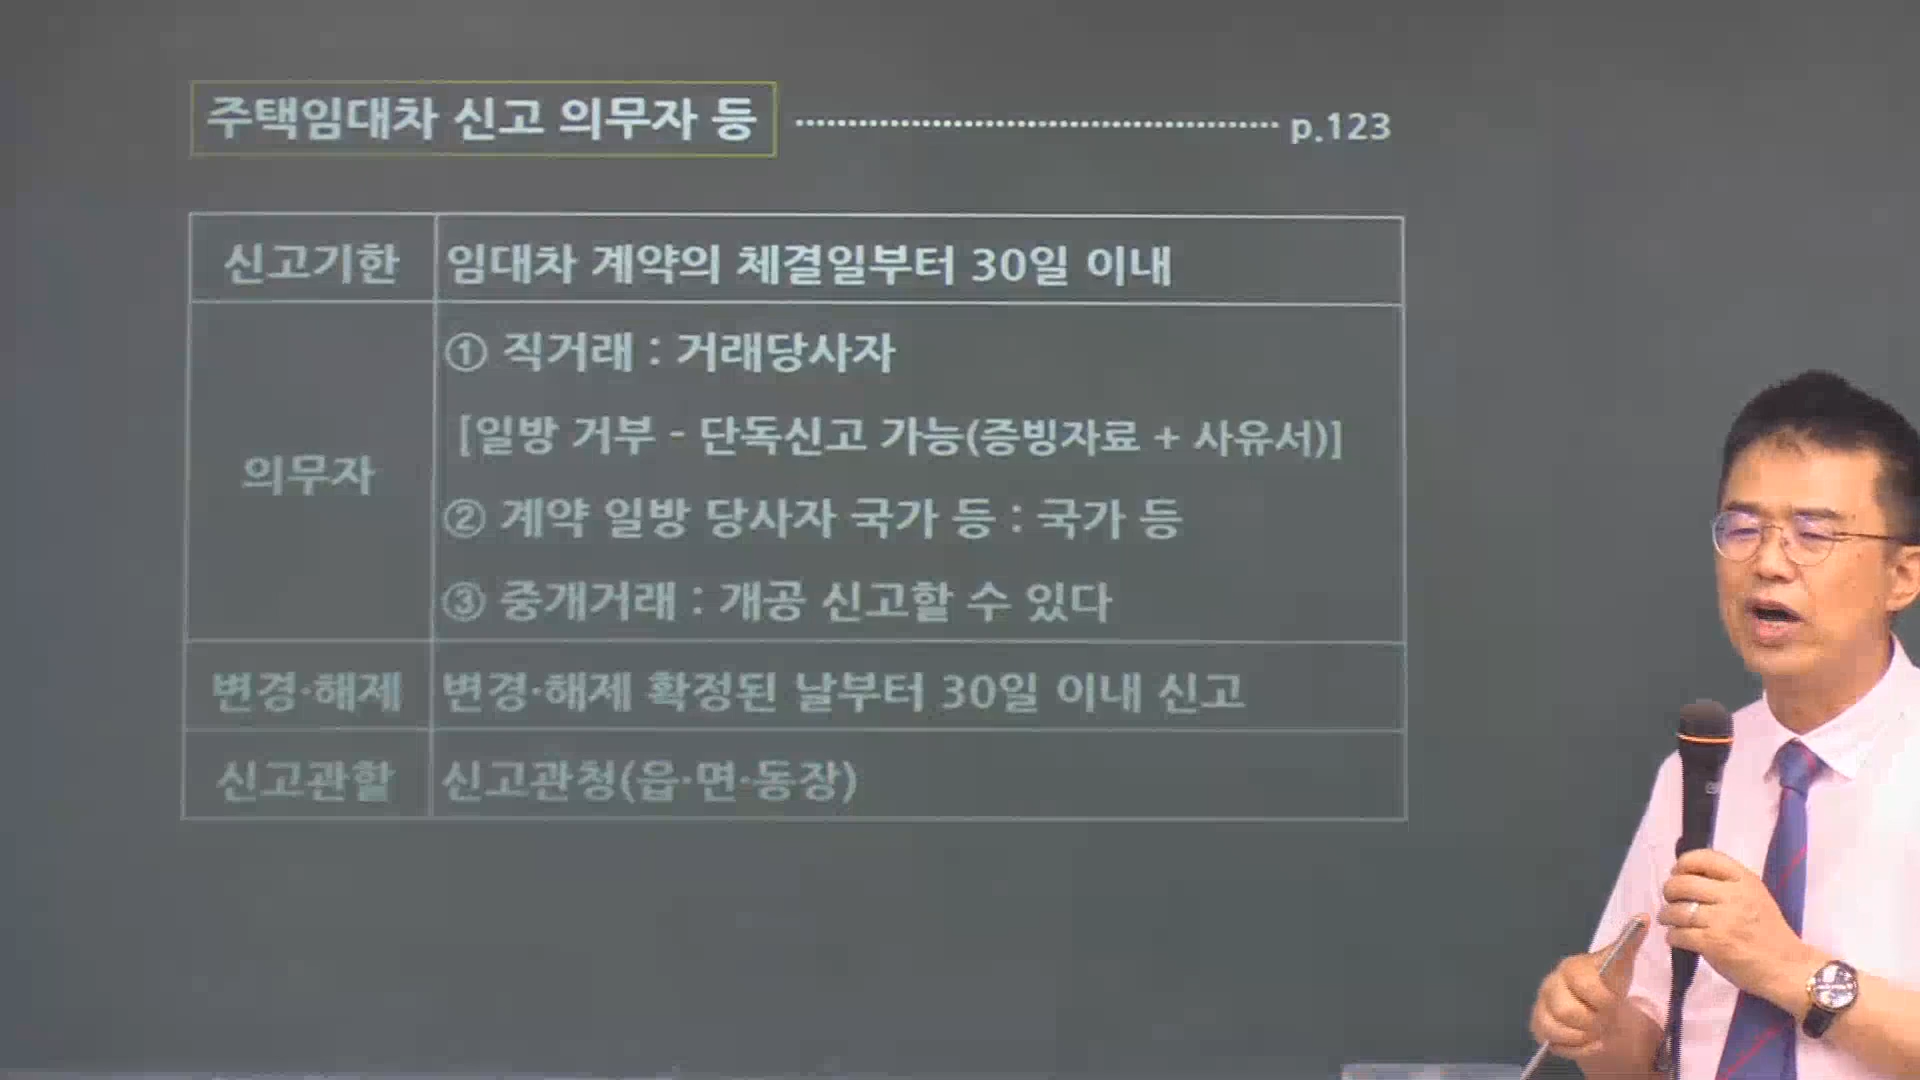 주택임대차 신고 의무자 등 ················ p.123
신고기한 임대차 계약의 체결일부터 30일 이내
의무자
① 직거래 : 거래당사자
[일방 거부 - 단독신고 가능(증빙자료 + 사유서)]
② 계약 일방 당사자 국가 등 : 국가 등
③ 중개거래 : 개공 신고할 수 있다
변경·해제 변경·해제 확정된 날부터 30일 이내 신고
신고관할 신고관청(읍·면·동장)